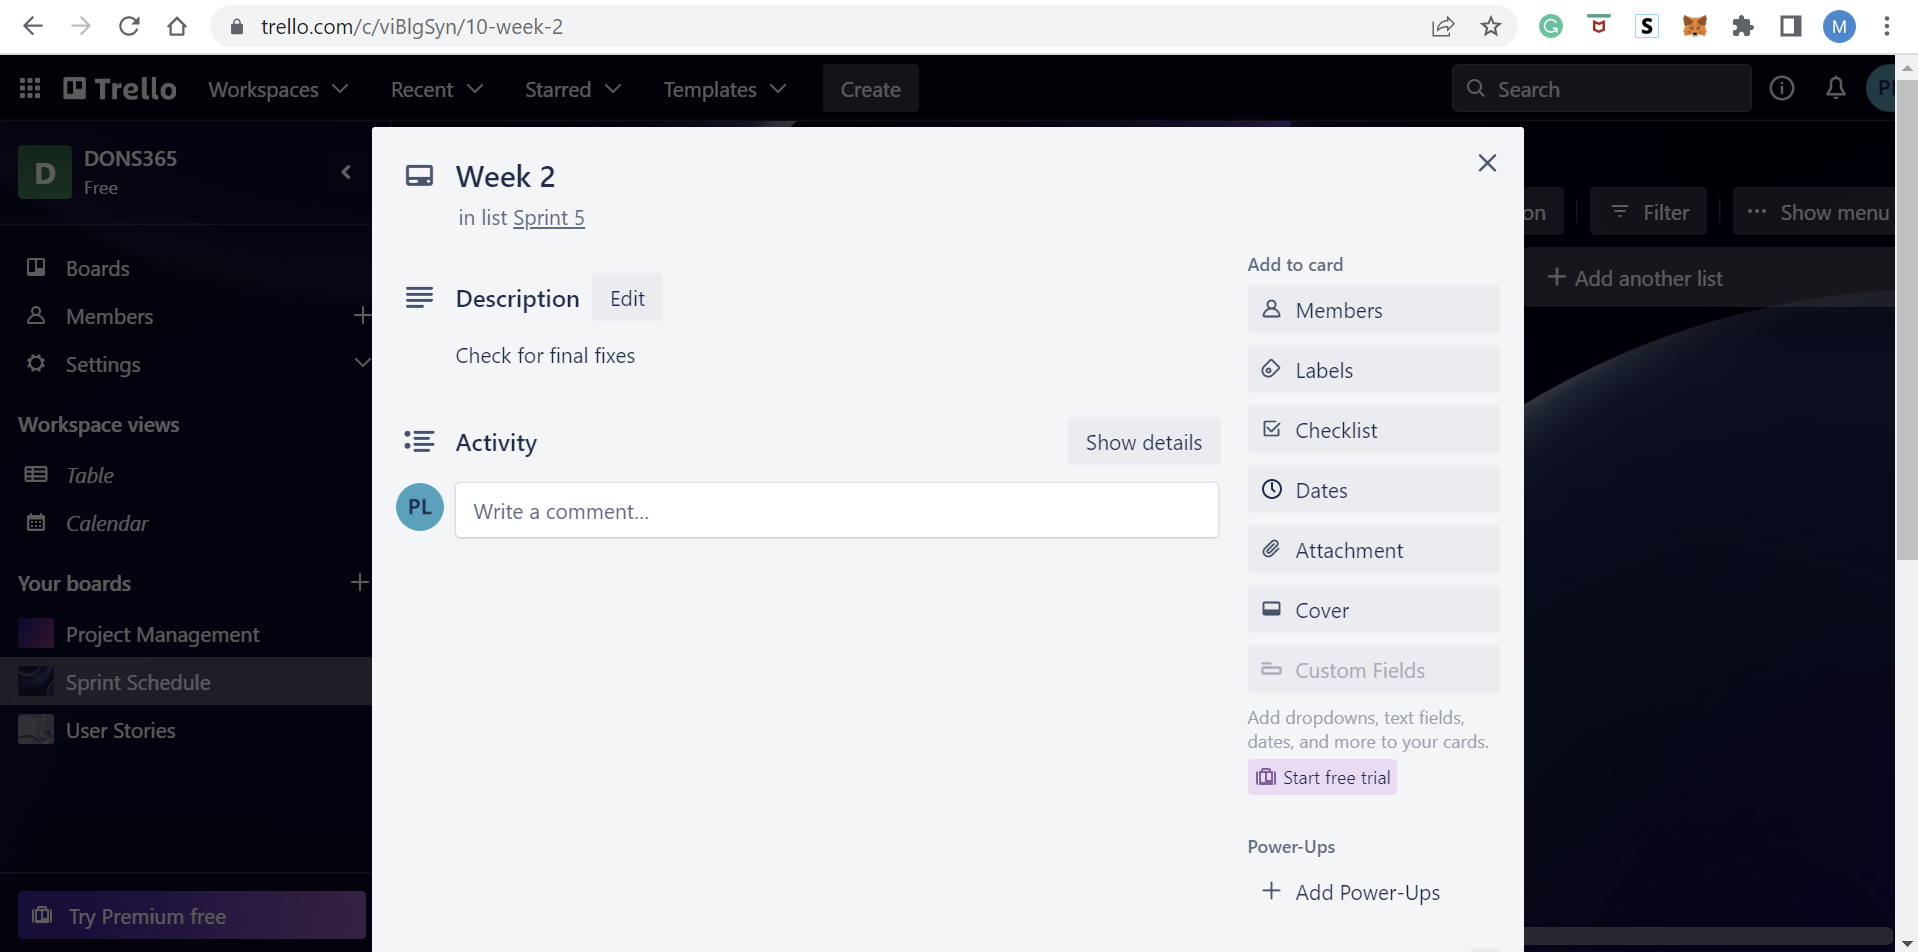 trello.com/c/viBlgSyn/10-week-2
M
Trello
Workspaces
Recent
Starred
Templates
Create
Search
D
DONS365
Free
Boards
Members
Settings
Workspace views
Table
Calendar
Your boards
Project Management
Sprint Schedule
User Stories
Try Premium free
Week 2
in list Sprint 5
Description
Edit
Check for final fixes
Activity
Show details
PL
Write a comment...
Add to card
Members
Labels
Checklist
Dates
Attachment
Cover
Custom Fields
Add dropdowns, text fields,
dates, and more to your cards.
Start free trial
Power-Ups
Add Power-Ups
Filter
Show menu
Add another list